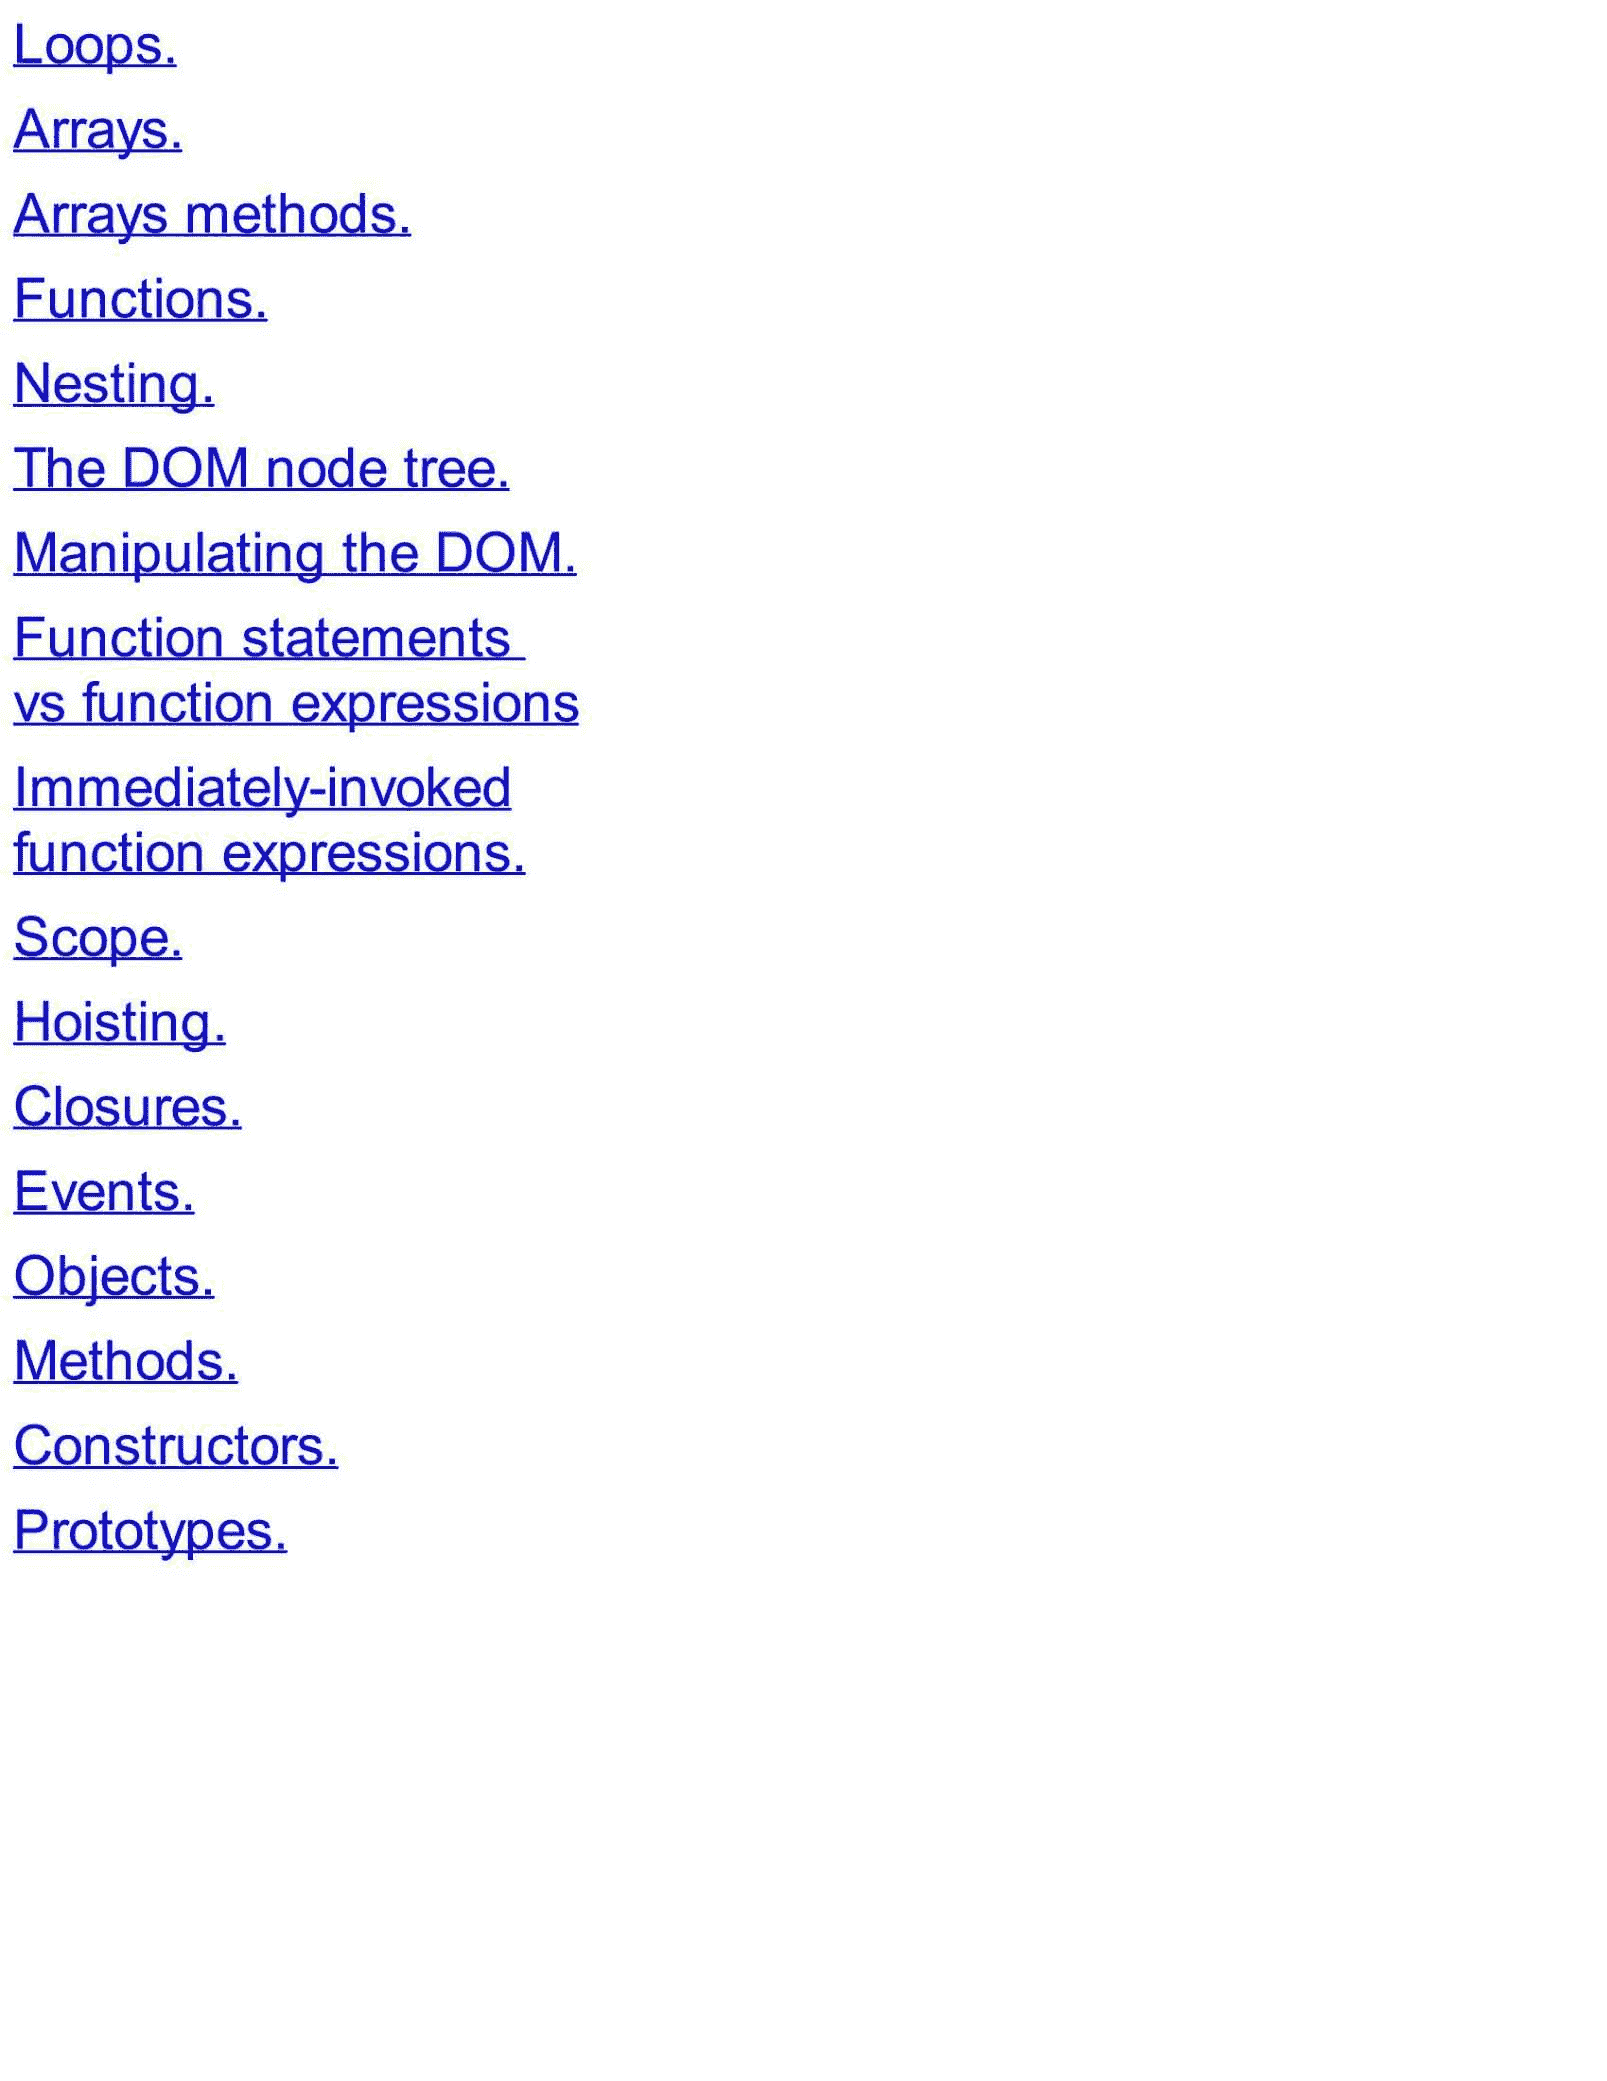 Loops.
Arrays.
Arrays methods.
Functions.
Nesting.
The DOM node tree.
Manipulating the DOM.
Function statements
vs function expressions
Immediately-invoked
function expressions.
Scope.
Hoisting.
Closures.
Events.
Objects.
Methods.
Constructors.
Prototypes.